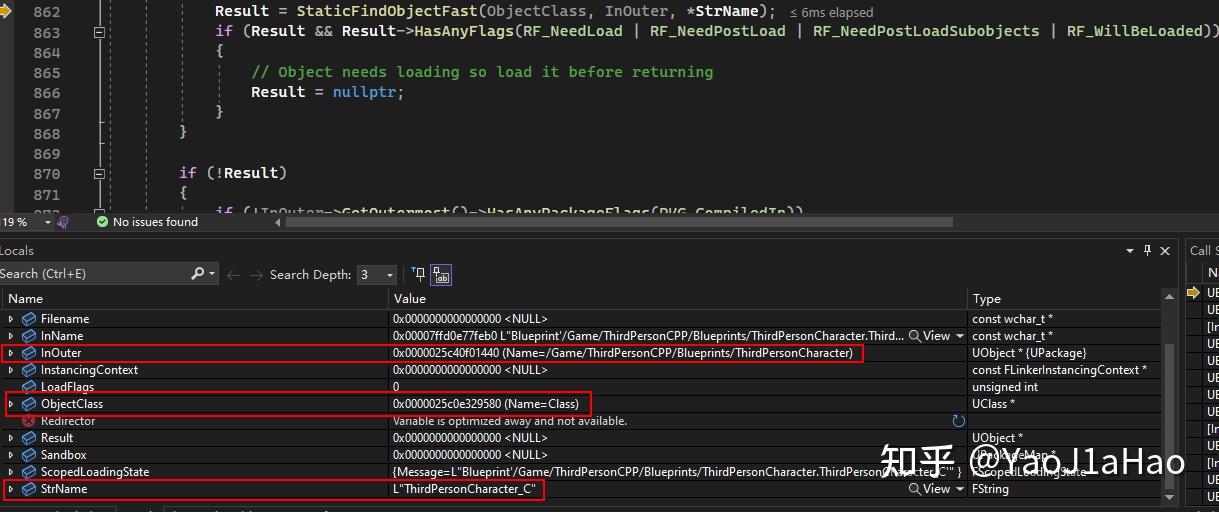 862 Result = StaticFindObjectFast(ObjectClass, InOuter, *StrName); ≤ 6ms elapsed
863 if (Result && Result->HasAnyFlags(RF_NeedLoad | RF_NeedPostLoad | RF_NeedPostLoadSubobjects | RF_WillBeLoaded))
864 {
865 // Object needs loading so load it before returning
866 Result = nullptr;
867 }
868 }
869
870 if (!Result)
871 {
if (!InOuter->GetOutermost()->HasAnyPackageFlags(PKG_CompiledIn))
119 % No issues found
Locals Call S
Search (Ctrl+E) Search Depth: 3
Name Value Type
Filename 0x0000000000000000 <NULL> const wchar_t *
InName 0x00007ffd0e77feb0 L"Blueprint'/Game/ThirdPersonCPP/Blueprints/ThirdPersonCharacter.Third... View const wchar_t *
InOuter 0x0000025c40f01440 (Name=/Game/ThirdPersonCPP/Blueprints/ThirdPersonCharacter) UObject * {UPackage}
InstancingContext 0x0000000000000000 <NULL> const FLinkerInstancingContext *
LoadFlags 0 unsigned int
ObjectClass 0x0000025c0e329580 (Name=Class) UClass *
Redirector Variable is optimized away and not available.
Result 0x0000000000000000 <NULL> UObject *
Sandbox 0x0000000000000000 <NULL> UPackageMap *
ScopedLoadingState {Message=L"Blueprint'/Game/ThirdPersonCPP/Blueprints/ThirdPersonCharacter.ThirdPersonCharacter_C'" } FScopedLoadingState
StrName L"ThirdPersonCharacter_C" View FString
知乎 @YaoJ1aHao